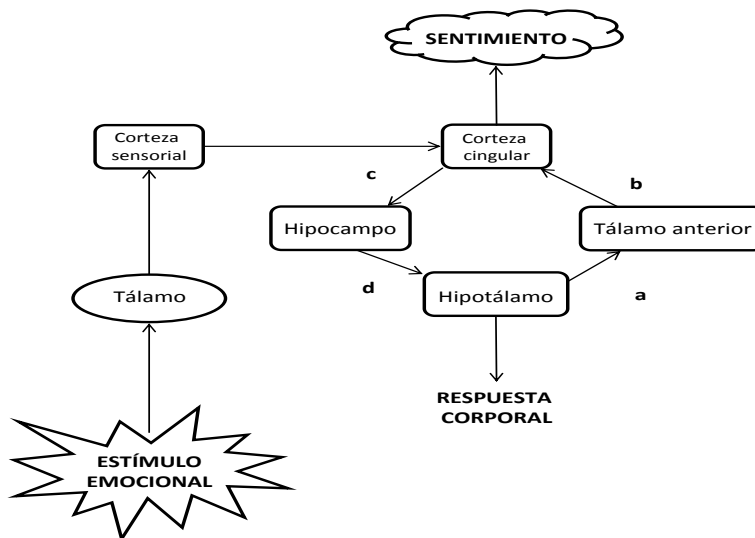 SENTIMIENTO
Corteza
sensorial
Corteza
cingular
c
b
Hipocampo
Tálamo anterior
Tálamo
d
Hipotálamo
a
RESPUESTA
CORPORAL
ESTÍMULO
EMOCIONAL